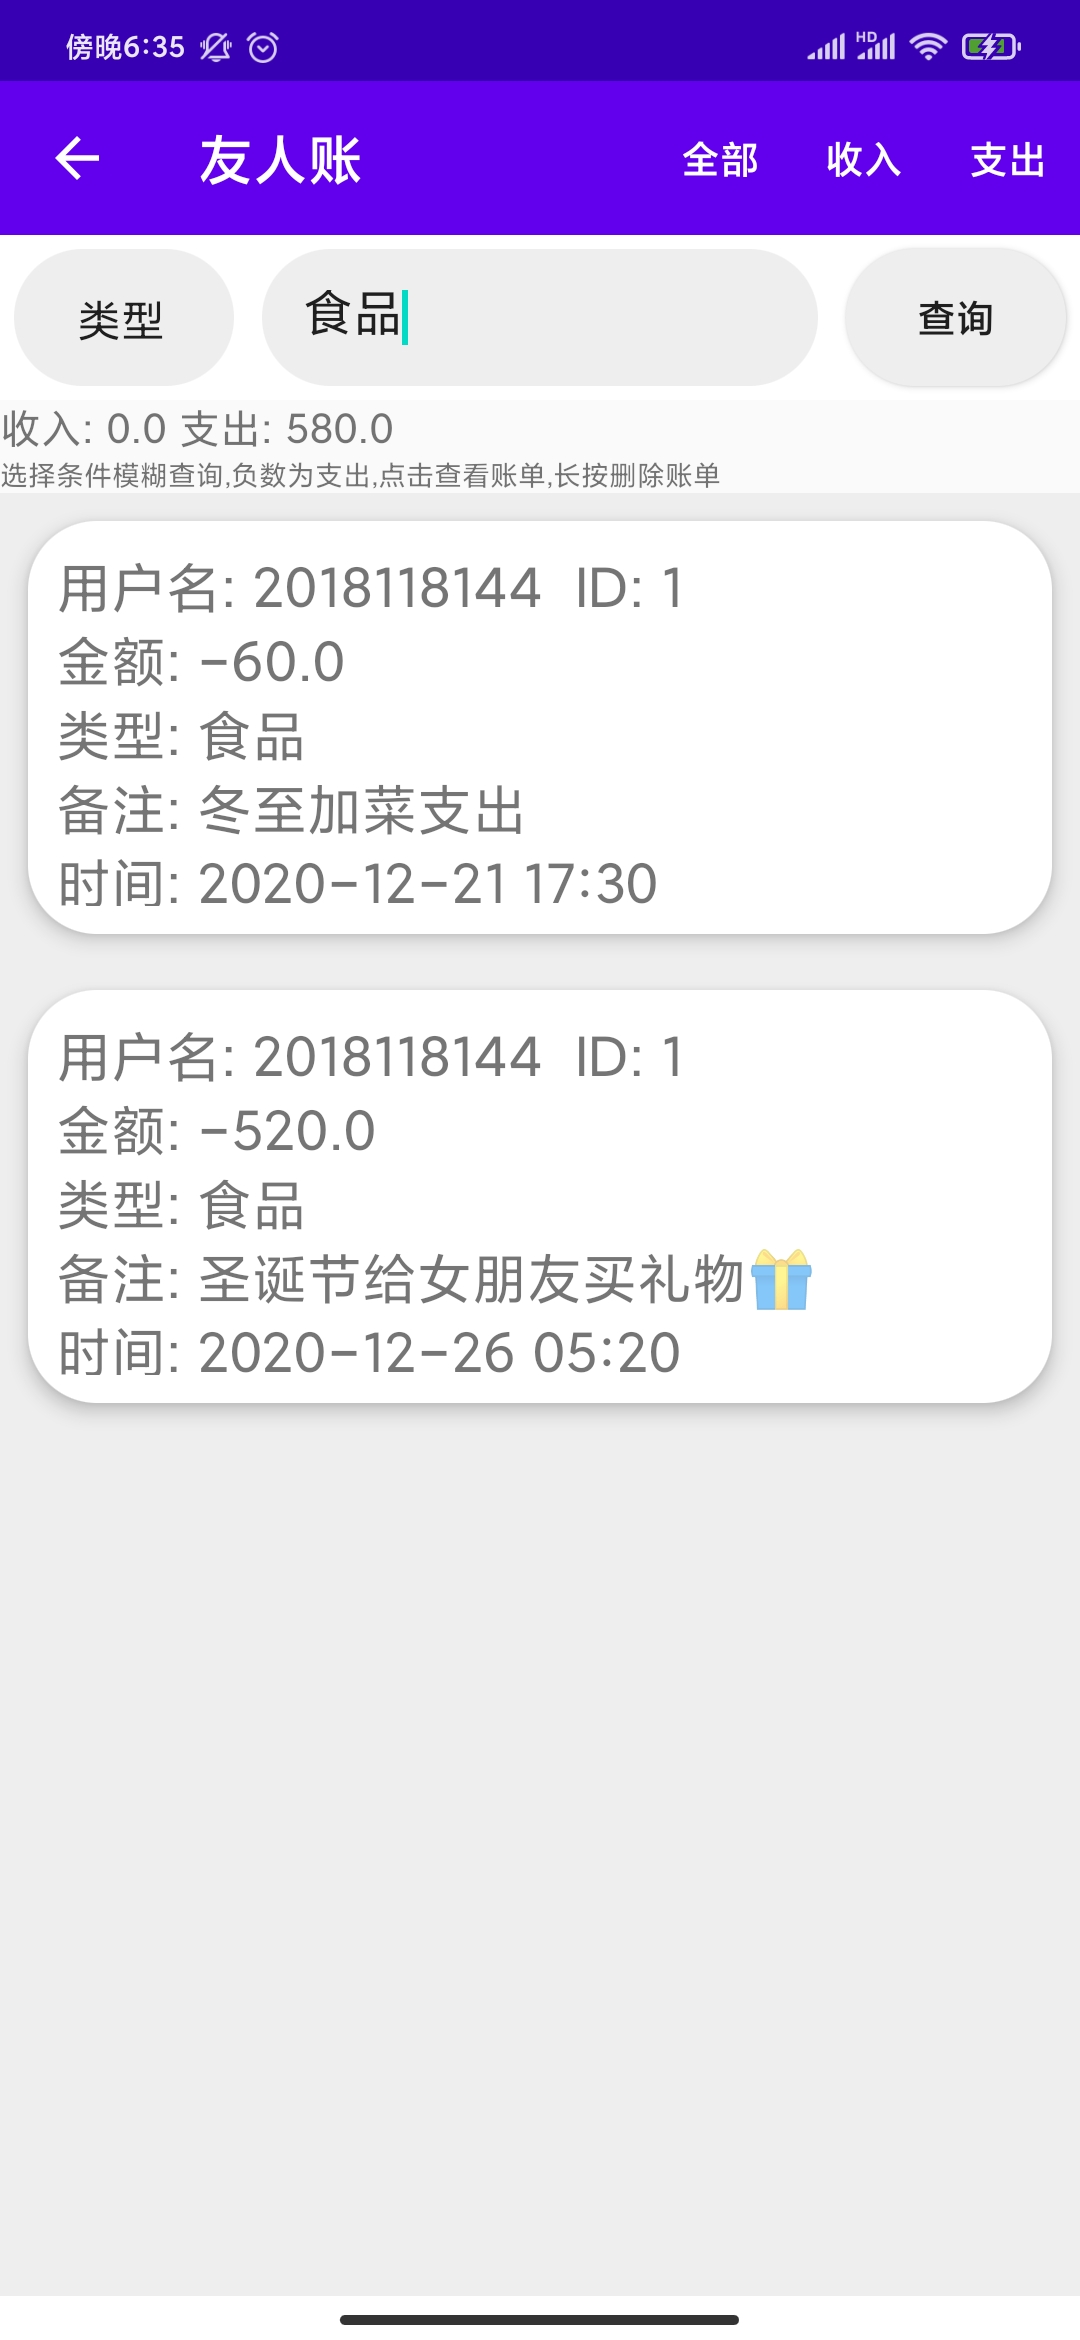 傍晚6:35 HD
友人账 全部 收入 支出
类型 食品 查询
收入: 0.0 支出: 580.0
选择条件模糊查询,负数为支出,点击查看账单,长按删除账单
用户名: 2018118144 ID: 1
金额: -60.0
类型: 食品
备注: 冬至加菜支出
时间: 2020-12-21 17:30
用户名: 2018118144 ID: 1
金额: -520.0
类型: 食品
备注: 圣诞节给女朋友买礼物🎁
时间: 2020-12-26 05:20